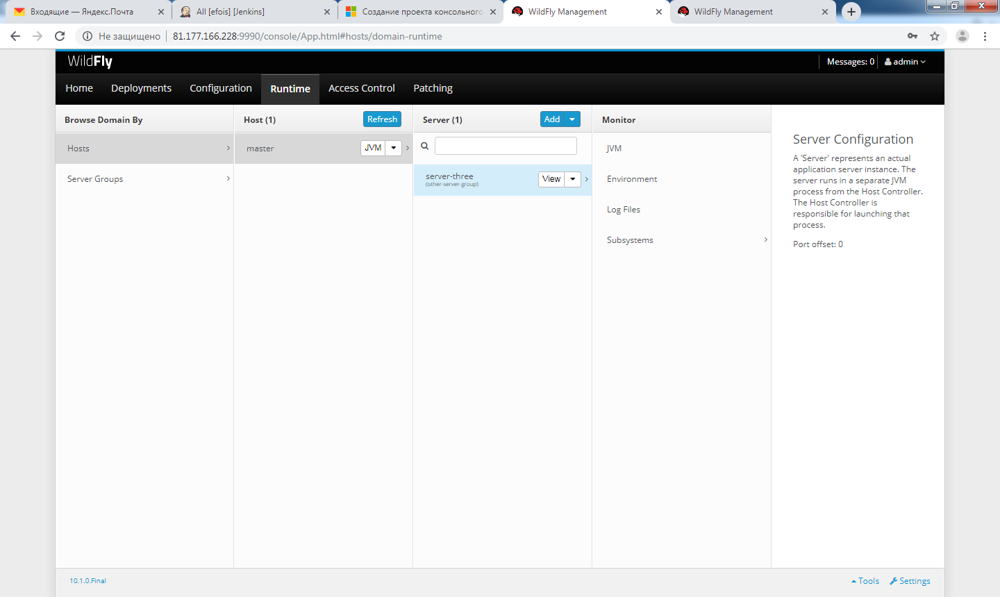 Входящие — Яндекс.Почта
All [efois] [Jenkins]
Создание проекта консольного
WildFly Management
WildFly Management
Не защищено
81.177.166.228:9990/console/App.html#hosts/domain-runtime
WildFly
Messages: 0
admin
Home
Deployments
Configuration
Runtime
Access Control
Patching
Browse Domain By
Hosts
Server Groups
Host (1)
Refresh
master
JVM
Server (1)
Add
server-three
(other-server-group)
View
Monitor
JVM
Environment
Log Files
Subsystems
Server Configuration
A 'Server' represents an actual
application server instance. The
server runs in a separate JVM
process from the Host Controller.
The Host Controller is
responsible for launching that
process.
Port offset: 0
10.1.0.Final
Tools
Settings